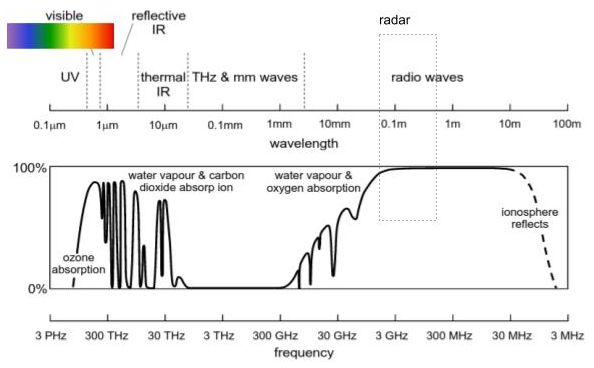 visible
reflective
IR
radar
UV
thermal
IR
THz & mm waves
radio waves
0.1μm
1μm
10μm
0.1mm
1mm
10mm
0.1m
1m
10m
100m
wavelength
100%
0%
ozone
absorption
water vapour & carbon
dioxide absorp ion
water vapour &
oxygen absorption
ionosphere
reflects
3 PHz
300 THz
30 THz
3 THz
300 GHz
30 GHz
3 GHz
300 MHz
30 MHz
3 MHz
frequency